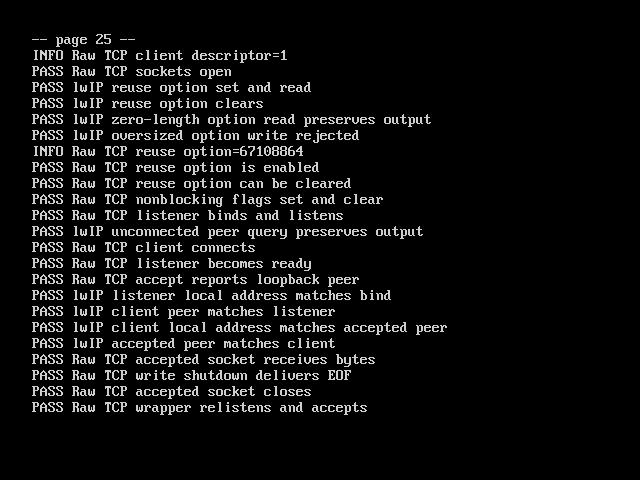 -- page 25 --
INFO Raw TCP client descriptor=1
PASS Raw TCP sockets open
PASS lwIP reuse option set and read
PASS lwIP reuse option clears
PASS lwIP zero-length option read preserves output
PASS lwIP oversized option write rejected
INFO Raw TCP reuse option=67108864
PASS Raw TCP reuse option is enabled
PASS Raw TCP reuse option can be cleared
PASS Raw TCP nonblocking flags set and clear
PASS Raw TCP listener binds and listens
PASS lwIP unconnected peer query preserves output
PASS Raw TCP client connects
PASS Raw TCP listener becomes ready
PASS Raw TCP accept reports loopback peer
PASS lwIP listener local address matches bind
PASS lwIP client peer matches listener
PASS lwIP client local address matches accepted peer
PASS lwIP accepted peer matches client
PASS Raw TCP accepted socket receives bytes
PASS Raw TCP write shutdown delivers EOF
PASS Raw TCP accepted socket closes
PASS Raw TCP wrapper relistens and accepts